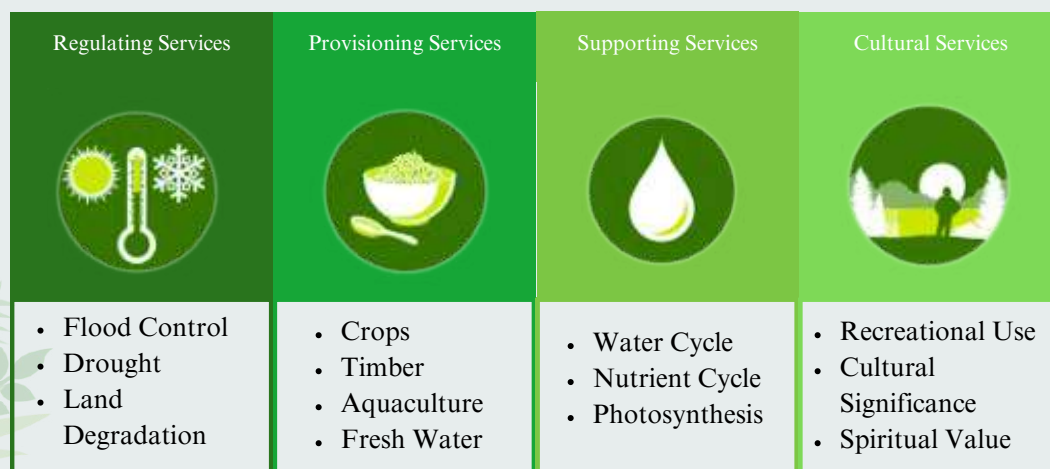 Regulating Services
Provisioning Services
Supporting Services
Cultural Services
• Flood Control
• Drought
• Land
Degradation
• Crops
• Timber
• Aquaculture
• Fresh Water
• Water Cycle
• Nutrient Cycle
• Photosynthesis
• Recreational Use
• Cultural
Significance
• Spiritual Value